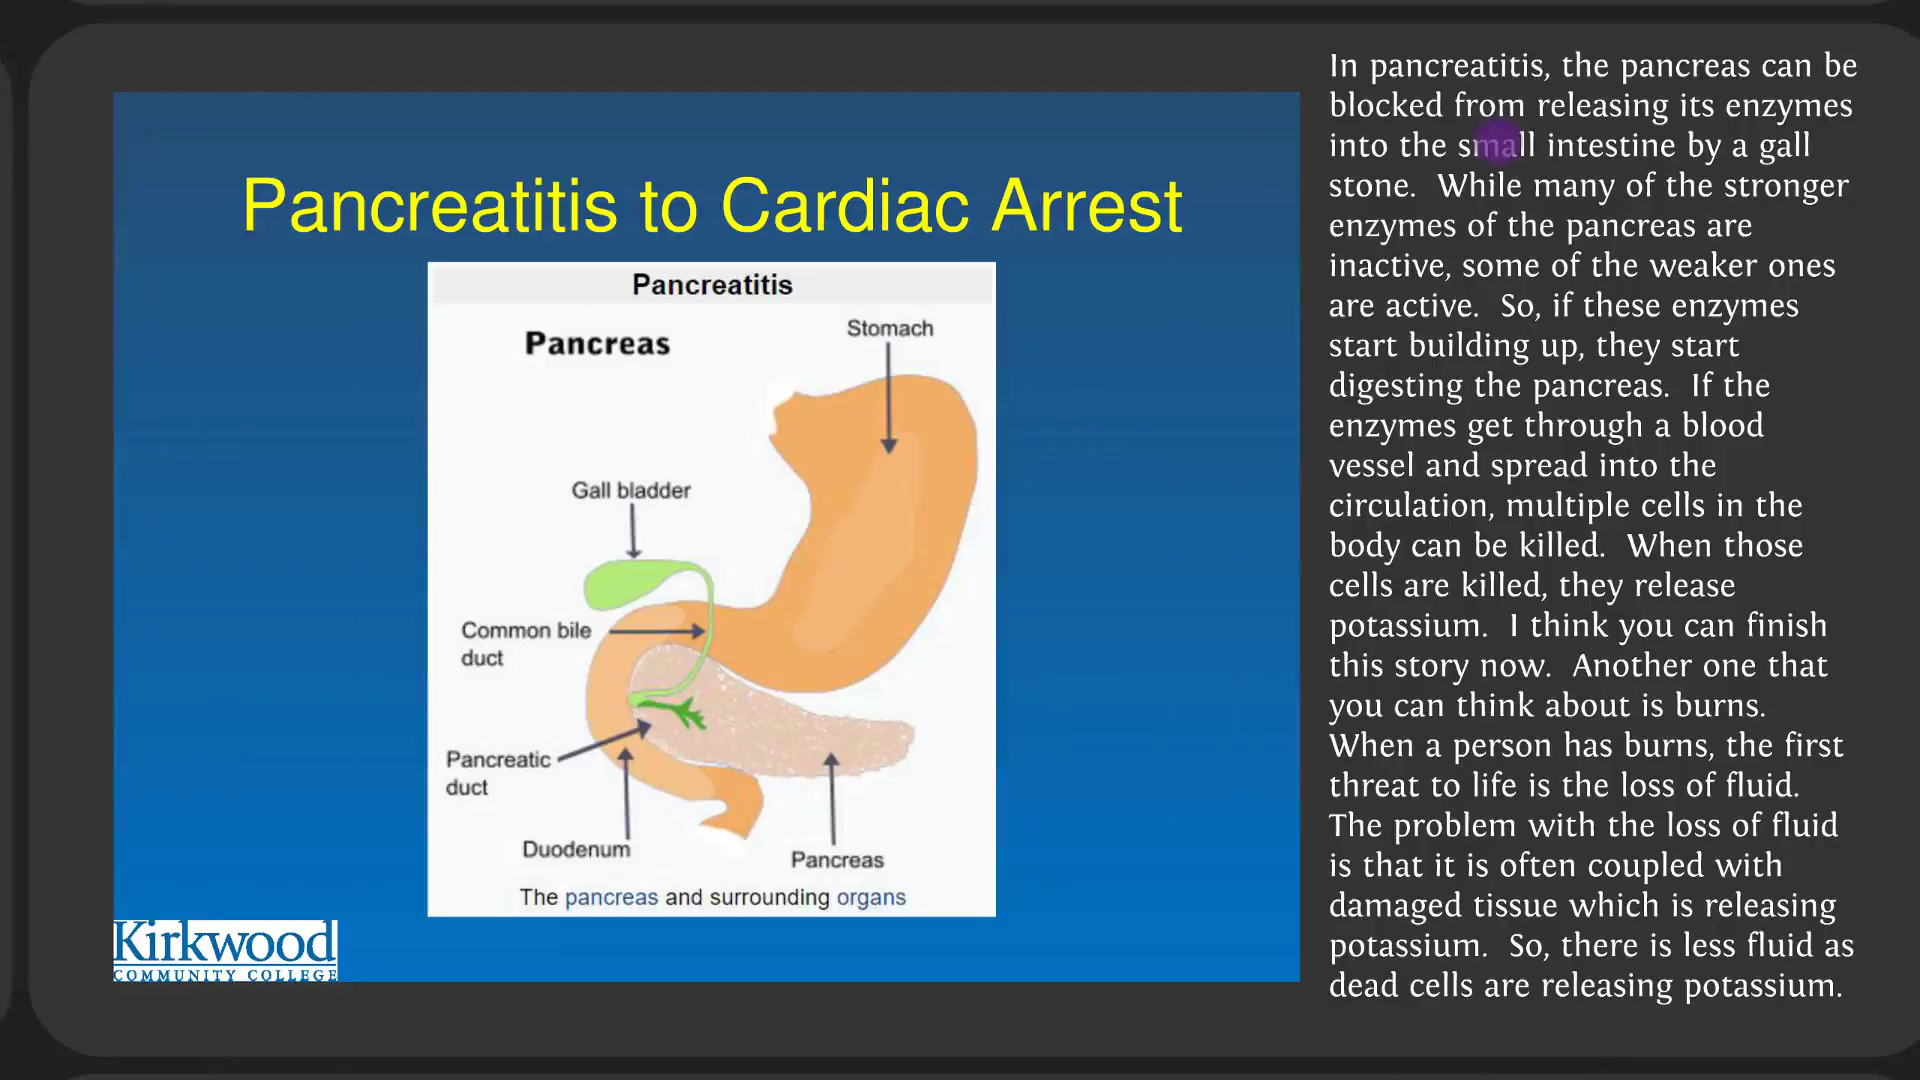 Pancreatitis to Cardiac Arrest
Pancreatitis
Pancreas
Stomach
Gall bladder
Common bile
duct
Pancreatic
duct
Duodenum
Pancreas
The pancreas and surrounding organs
Kirkwood
COMMUNITY COLLEGE
In pancreatitis, the pancreas can be
blocked from releasing its enzymes
into the small intestine by a gall
stone. While many of the stronger
enzymes of the pancreas are
inactive, some of the weaker ones
are active. So, if these enzymes
start building up, they start
digesting the pancreas. If the
enzymes get through a blood
vessel and spread into the
circulation, multiple cells in the
body can be killed. When those
cells are killed, they release
potassium. I think you can finish
this story now. Another one that
you can think about is burns.
When a person has burns, the first
threat to life is the loss of fluid.
The problem with the loss of fluid
is that it is often coupled with
damaged tissue which is releasing
potassium. So, there is less fluid as
dead cells are releasing potassium.